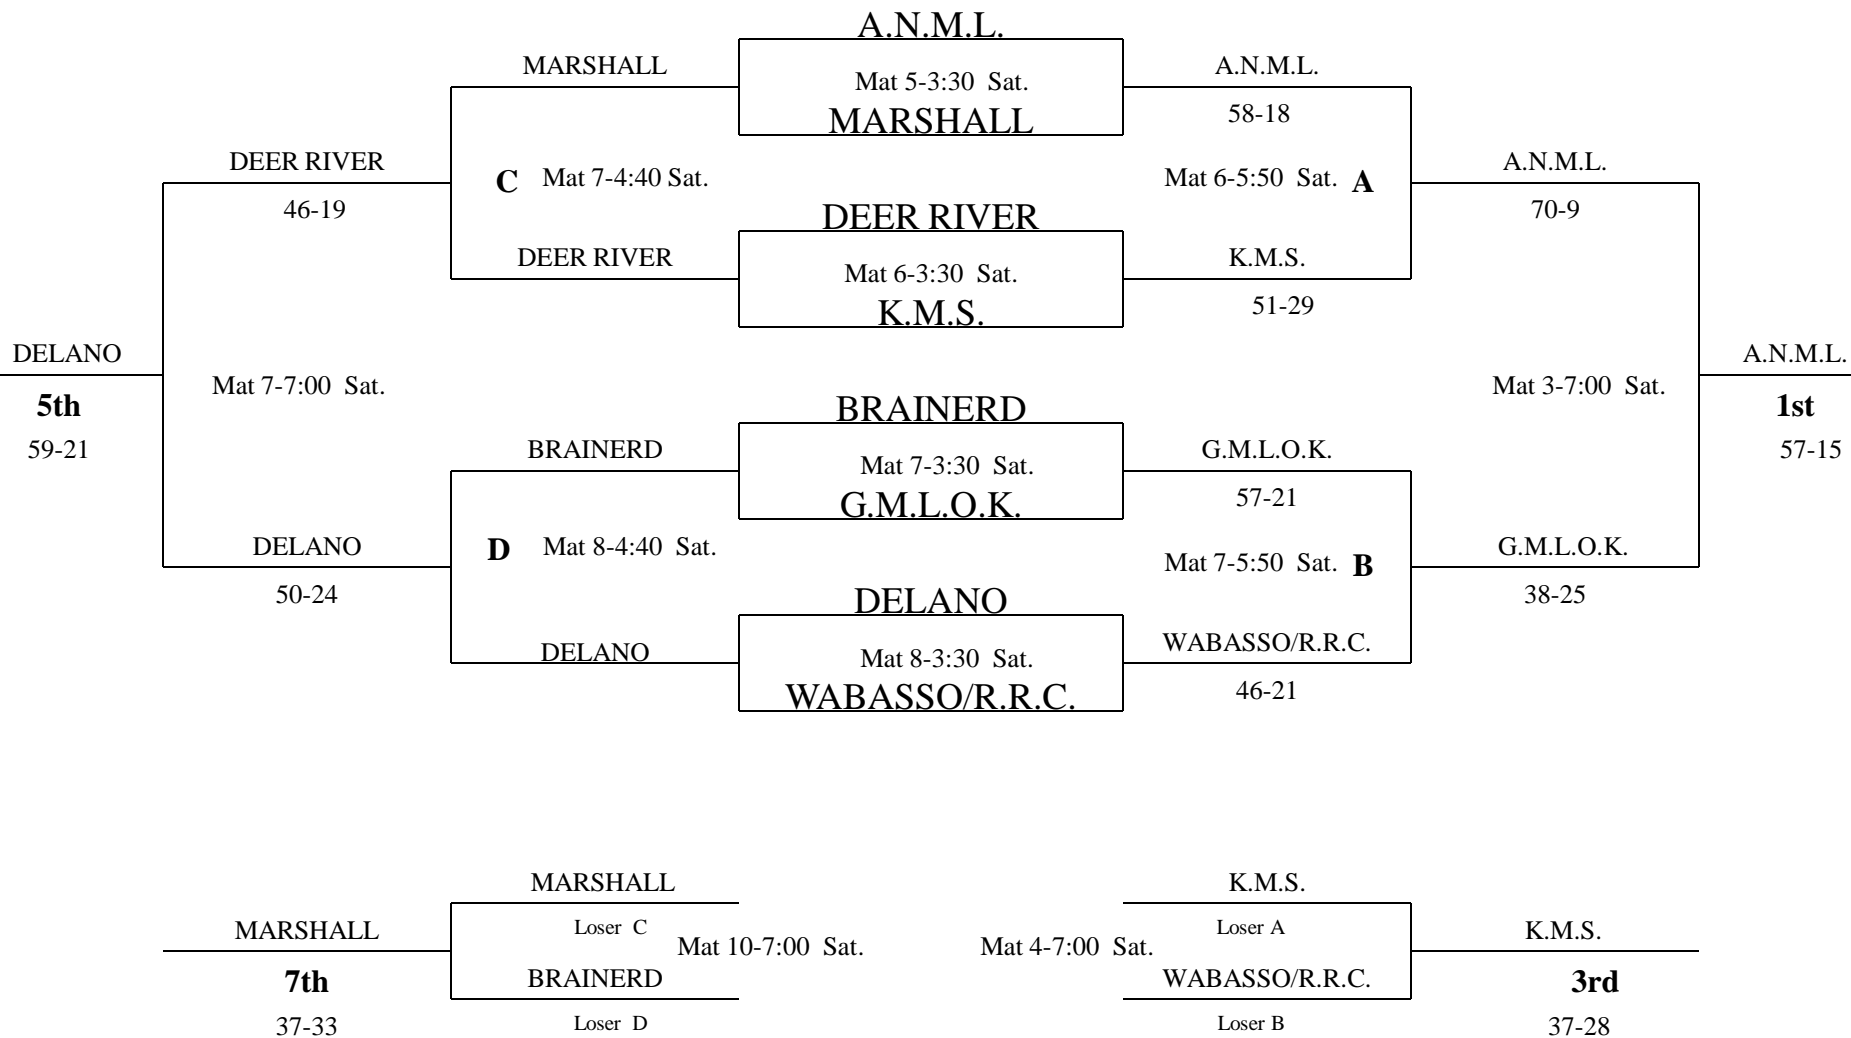 A.N.M.L.
MARSHALL
A.N.M.L.
Mat 5-3:30 Sat.
MARSHALL
58-18
DEER RIVER
C Mat 7-4:40 Sat.
Mat 6-5:50 Sat. A
A.N.M.L.
46-19
DEER RIVER
70-9
DEER RIVER
K.M.S.
Mat 6-3:30 Sat.
K.M.S.
51-29
DELANO
A.N.M.L.
Mat 7-7:00 Sat.
Mat 3-7:00 Sat.
5th
BRAINERD
1st
59-21
BRAINERD
G.M.L.O.K.
57-15
Mat 7-3:30 Sat.
G.M.L.O.K.
57-21
DELANO
D Mat 8-4:40 Sat.
Mat 7-5:50 Sat. B
G.M.L.O.K.
50-24
DELANO
38-25
DELANO
WABASSO/R.R.C.
Mat 8-3:30 Sat.
WABASSO/R.R.C.
46-21
MARSHALL
K.M.S.
MARSHALL
Loser C
Mat 10-7:00 Sat.
Mat 4-7:00 Sat.
Loser A
K.M.S.
7th
BRAINERD
WABASSO/R.R.C.
3rd
37-33
Loser D
Loser B
37-28